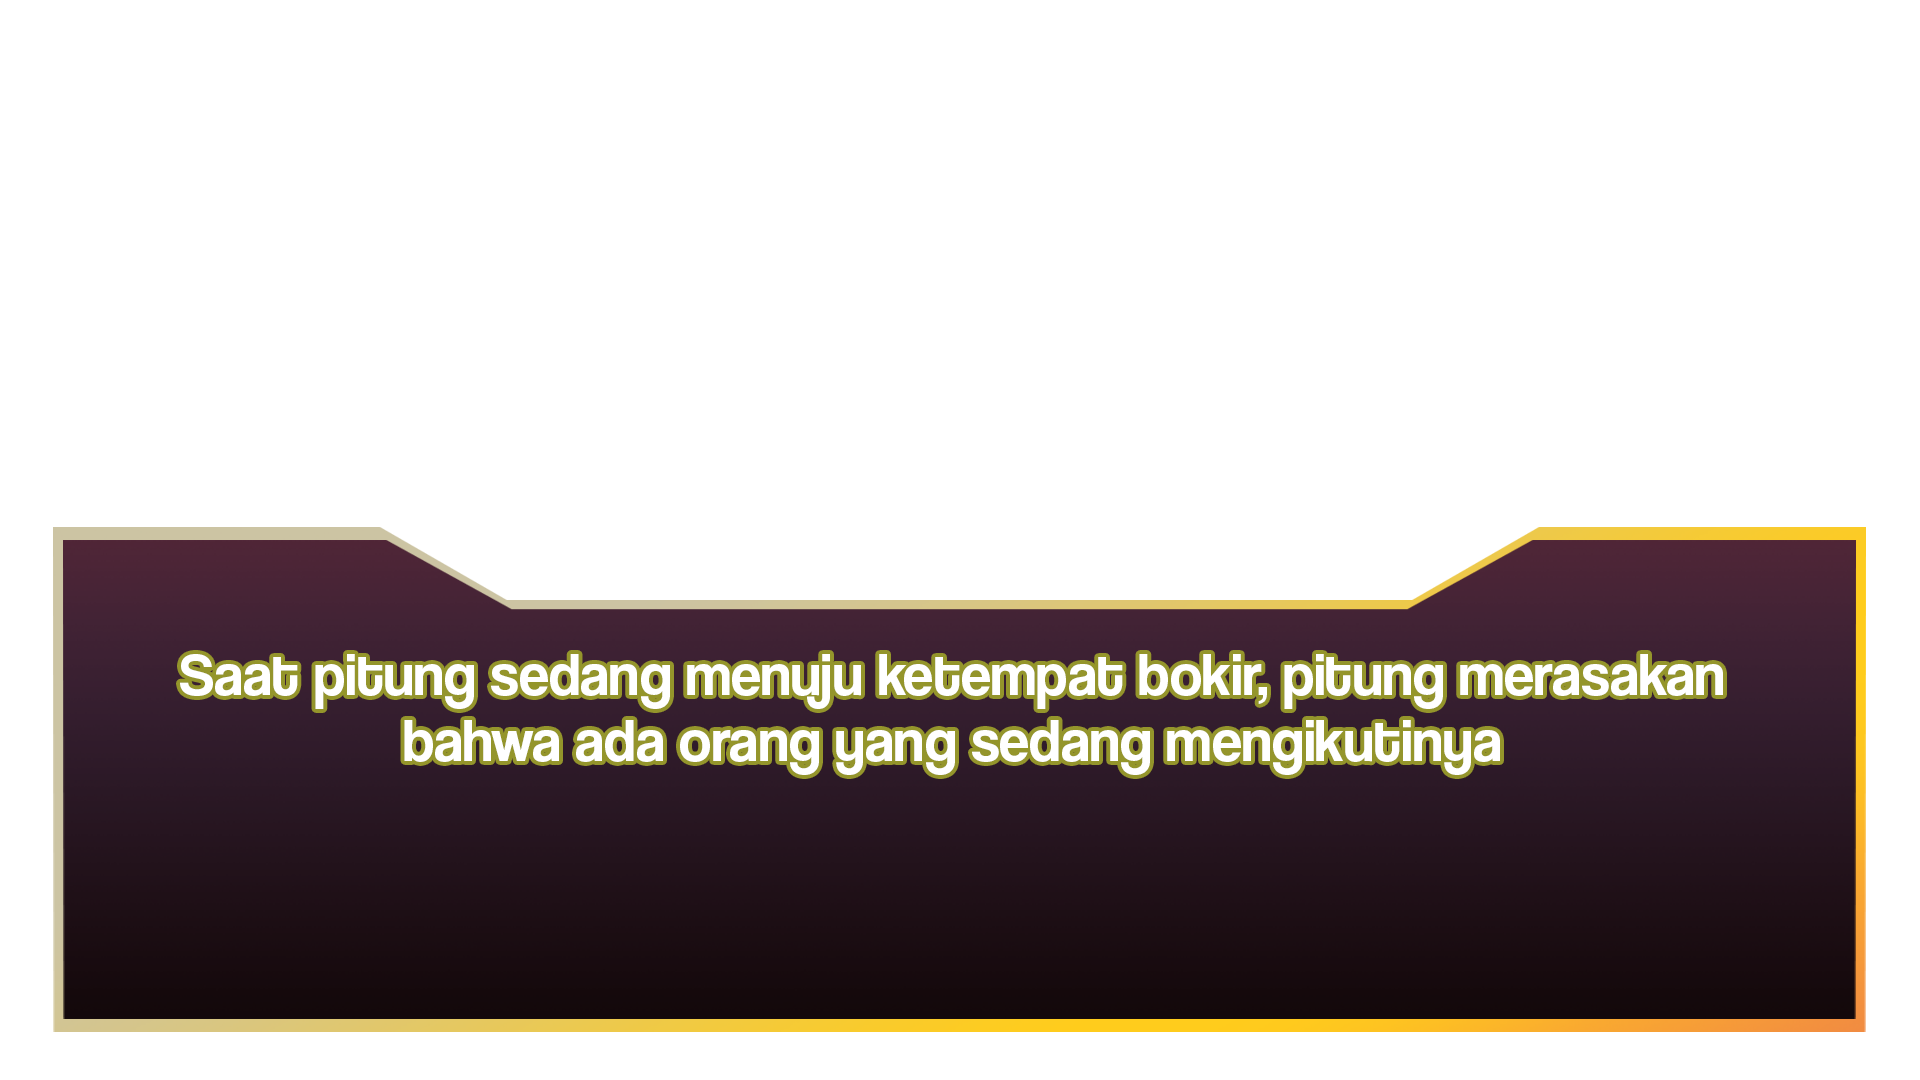 Saat pitung sedang menuju ketempat bokir, pitung merasakan
bahwa ada orang yang sedang mengikutinya